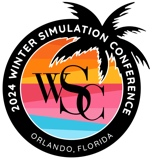 2024 WINTER SIMULATION CONFERENCE
WSC
ORLANDO, FLORIDA